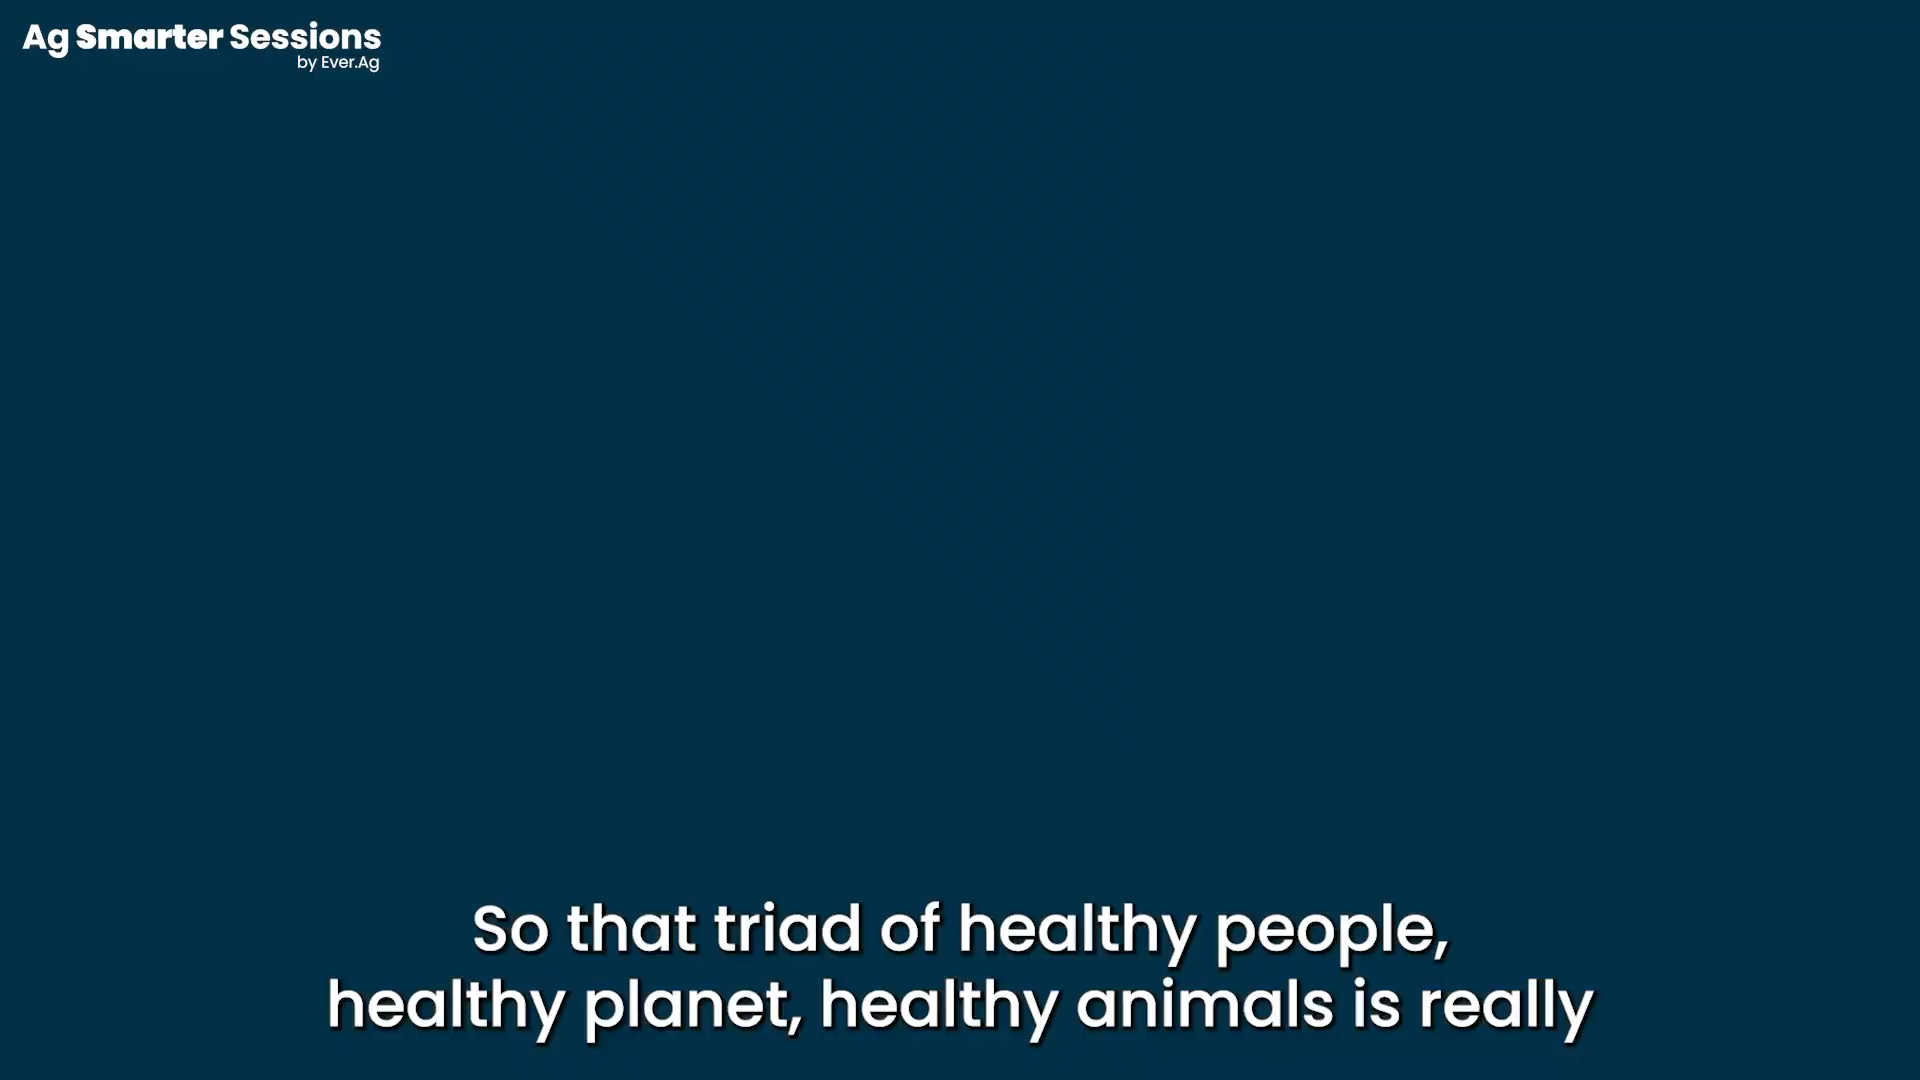 Ag Smarter Sessions
by Ever.Ag
So that triad of healthy people,
healthy planet, healthy animals is really